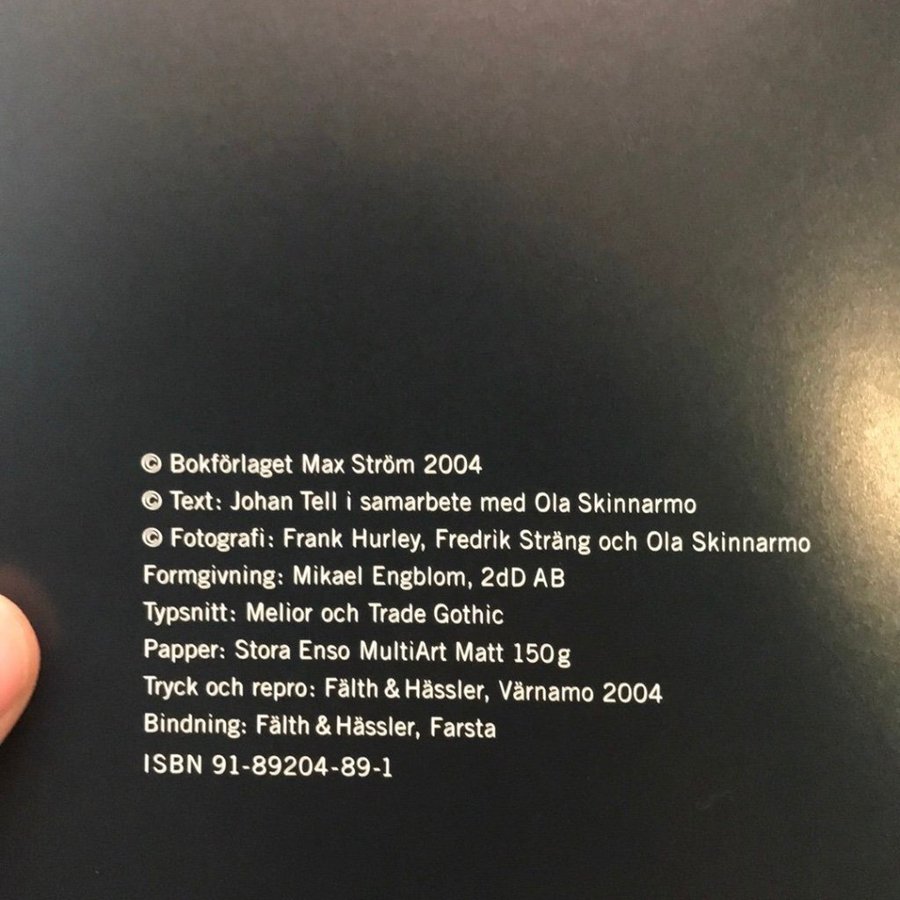 © Bokförlaget Max Ström 2004
© Text: Johan Tell i samarbete med Ola Skinnarmo
© Fotografi: Frank Hurley, Fredrik Sträng och Ola Skinnarmo
Formgivning: Mikael Engblom, 2dD AB
Typsnitt: Melior och Trade Gothic
Papper: Stora Enso MultiArt Matt 150g
Tryck och repro: Fälth & Hässler, Värnamo 2004
Bindning: Fälth & Hässler, Farsta
ISBN 91-89204-89-1